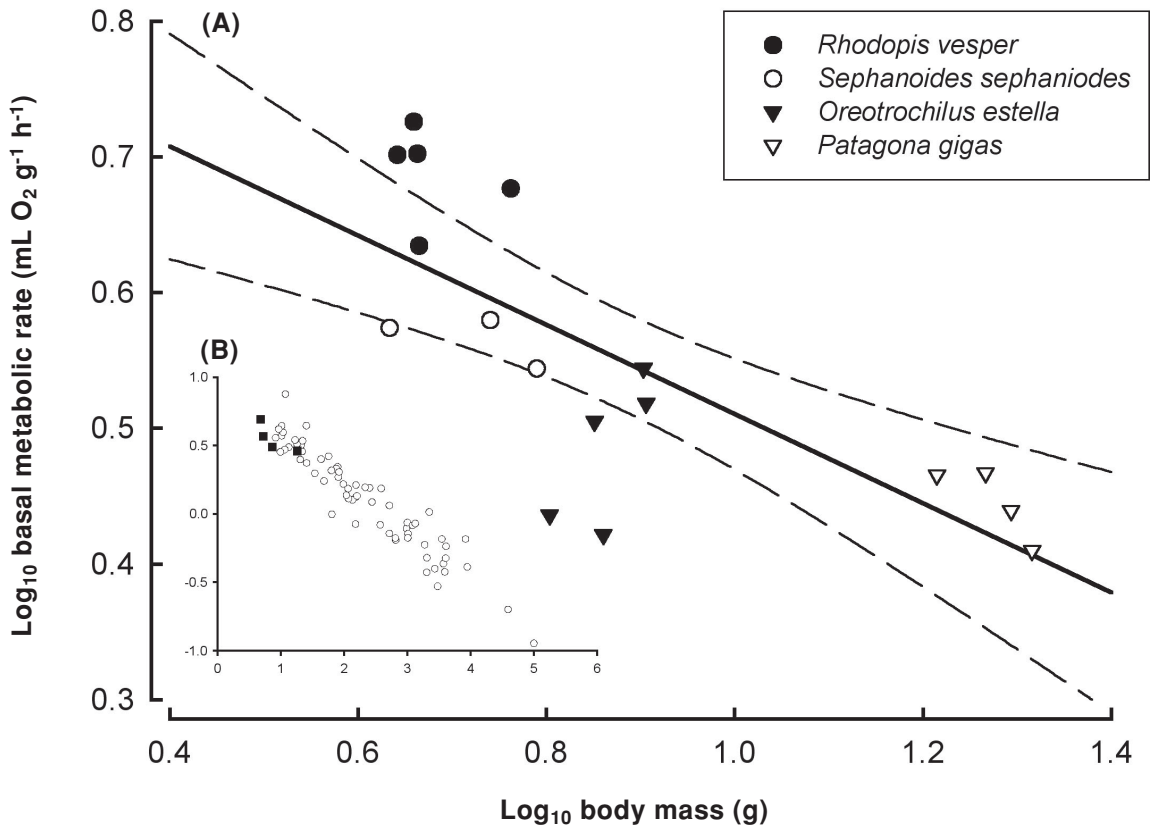 (A)
0.8
0.7
0.6
0.5
0.4
0.3
Log₁₀ basal metabolic rate (mL O₂ g⁻¹ h⁻¹)
Rhodopis vesper
Sephanoides sephaniodes
Oreotrochilus estella
Patagona gigas
(B)
1.0
0.5
0.0
-0.5
-1.0
0 1 2 3 4 5 6
0.4 0.6 0.8 1.0 1.2 1.4
Log₁₀ body mass (g)